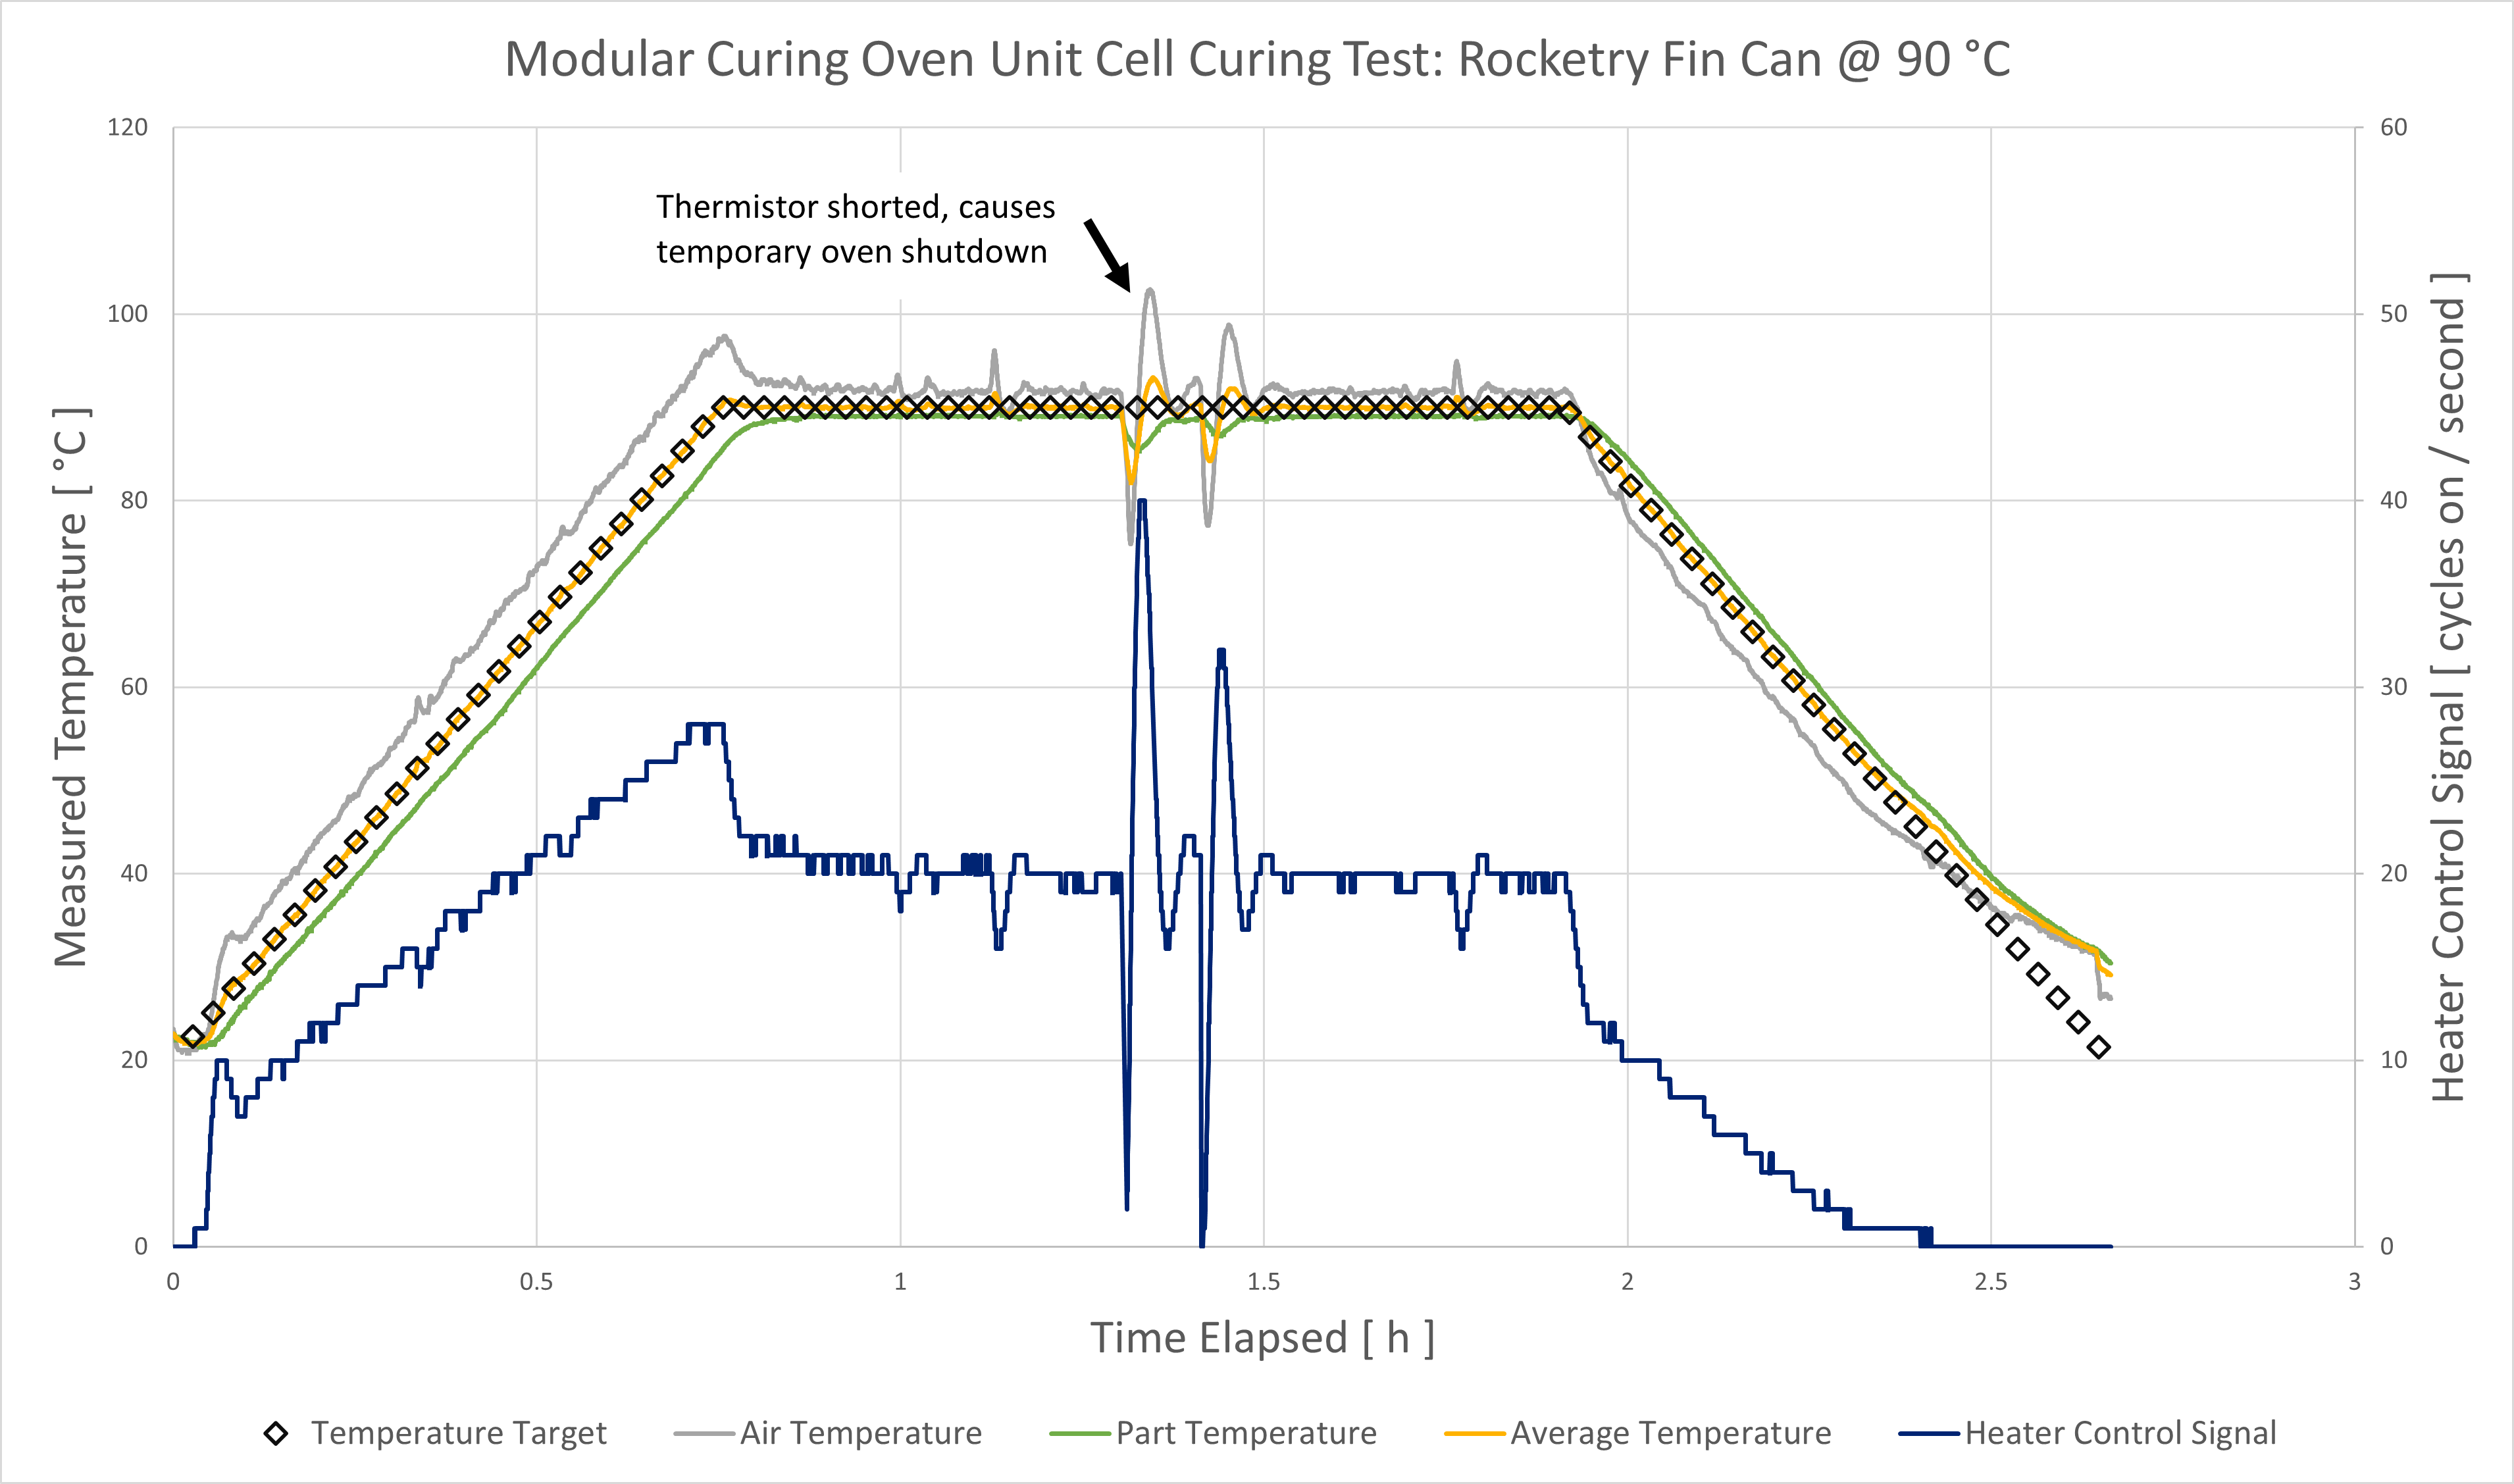 Modular Curing Oven Unit Cell Curing Test: Rocketry Fin Can @ 90 °C
Measured Temperature [ °C ]
120
100
80
60
40
20
0
Thermistor shorted, causes
temporary oven shutdown
60
50
40
30
20
10
0
Heater Control Signal [ cycles on / second ]
0
0.5
1
1.5
2
2.5
3
Time Elapsed [ h ]
Temperature Target
Air Temperature
Part Temperature
Average Temperature
Heater Control Signal